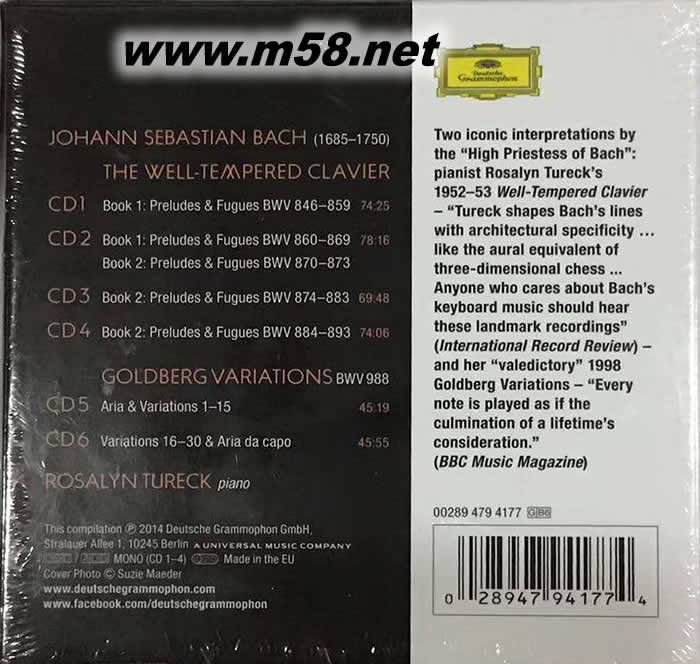 www.m58.net
Deutsche
Grammophon
JOHANN SEBASTIAN BACH (1685–1750)
THE WELL-TEMPERED CLAVIER
CD1 Book 1: Preludes & Fugues BWV 846–859 74:25
CD2 Book 1: Preludes & Fugues BWV 860–869 78:16
Book 2: Preludes & Fugues BWV 870–873
CD3 Book 2: Preludes & Fugues BWV 874–883 69:48
CD4 Book 2: Preludes & Fugues BWV 884–893 74:06
GOLDBERG VARIATIONS BWV 988
CD5 Aria & Variations 1–15 45:19
CD6 Variations 16–30 & Aria da capo 45:55
ROSALYN TURECK piano
This compilation ℗ 2014 Deutsche Grammophon GmbH,
Stralauer Allee 1, 10245 Berlin A UNIVERSAL MUSIC COMPANY
MONO (CD 1–4) Made in the EU
Cover Photo © Suzie Maeder
www.deutschegrammophon.com
www.facebook.com/deutschegrammophon
Two iconic interpretations by
the “High Priestess of Bach”:
pianist Rosalyn Tureck’s
1952–53 Well-Tempered Clavier
– “Tureck shapes Bach’s lines
with architectural specificity …
like the aural equivalent of
three-dimensional chess ...
Anyone who cares about Bach’s
keyboard music should hear
these landmark recordings”
(International Record Review) –
and her “valedictory” 1998
Goldberg Variations – “Every
note is played as if the
culmination of a lifetime’s
consideration.”
(BBC Music Magazine)
00289 479 4177 GB6
0 28947 94177 4